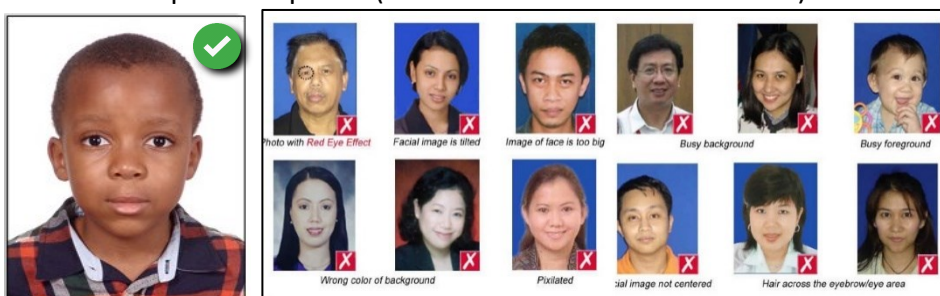 Photo with Red Eye Effect
Facial image is tilted
Image of face is too big
Busy background
Busy foreground
Wrong color of background
Pixilated
cial image not centered
Hair across the eyebrow/eye area